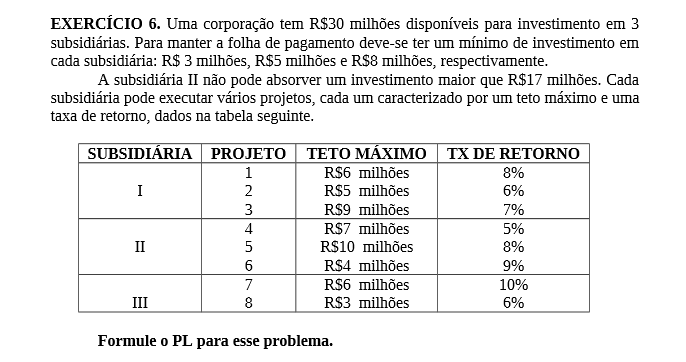 EXERCÍCIO 6. Uma corporação tem R$30 milhões disponíveis para investimento em 3
subsidiárias. Para manter a folha de pagamento deve-se ter um mínimo de investimento em
cada subsidiária: R$ 3 milhões, R$5 milhões e R$8 milhões, respectivamente.
A subsidiária II não pode absorver um investimento maior que R$17 milhões. Cada
subsidiária pode executar vários projetos, cada um caracterizado por um teto máximo e uma
taxa de retorno, dados na tabela seguinte.
SUBSIDIÁRIA PROJETO TETO MÁXIMO TX DE RETORNO
1 R$6 milhões 8%
I 2 R$5 milhões 6%
3 R$9 milhões 7%
4 R$7 milhões 5%
II 5 R$10 milhões 8%
6 R$4 milhões 9%
7 R$6 milhões 10%
III 8 R$3 milhões 6%
Formule o PL para esse problema.